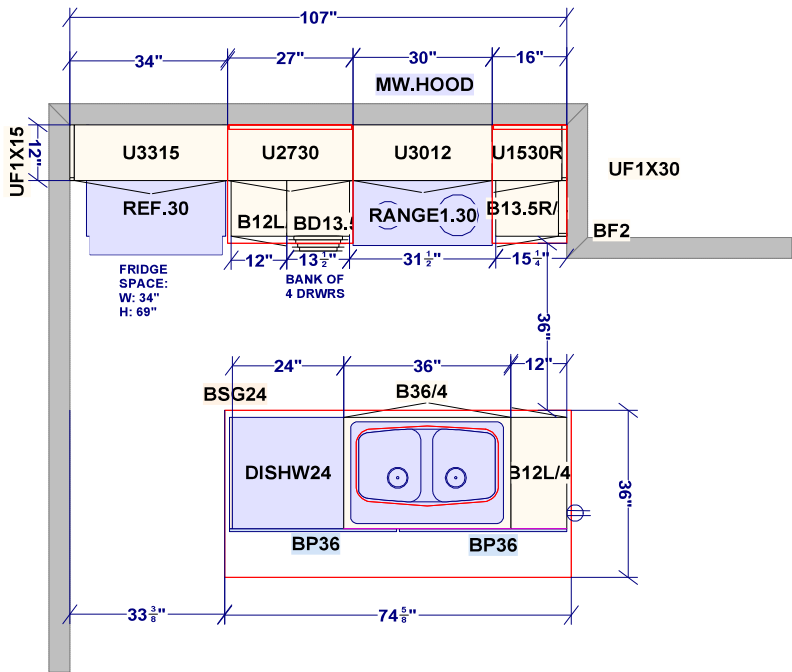 107"
34" 27" 30" 16"
MW.HOOD
UF1X15
12"
U3315 U2730 U3012 U1530R
UF1X30
REF.30 B12L BD13.5 RANGE1.30 B13.5R/
BF2
12" 13 1/2" 31 1/2" 15 1/4"
FRIDGE
SPACE:
W: 34"
H: 69"
BANK OF
4 DRWRS
36"
24" 36" 12"
BSG24 B36/4
DISHW24 B12L/4
36"
BP36 BP36
33 3/8" 74 5/8"